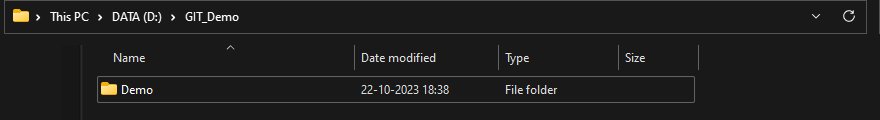 This PC > DATA (D:) > GIT_Demo
Name Date modified Type Size
Demo 22-10-2023 18:38 File folder